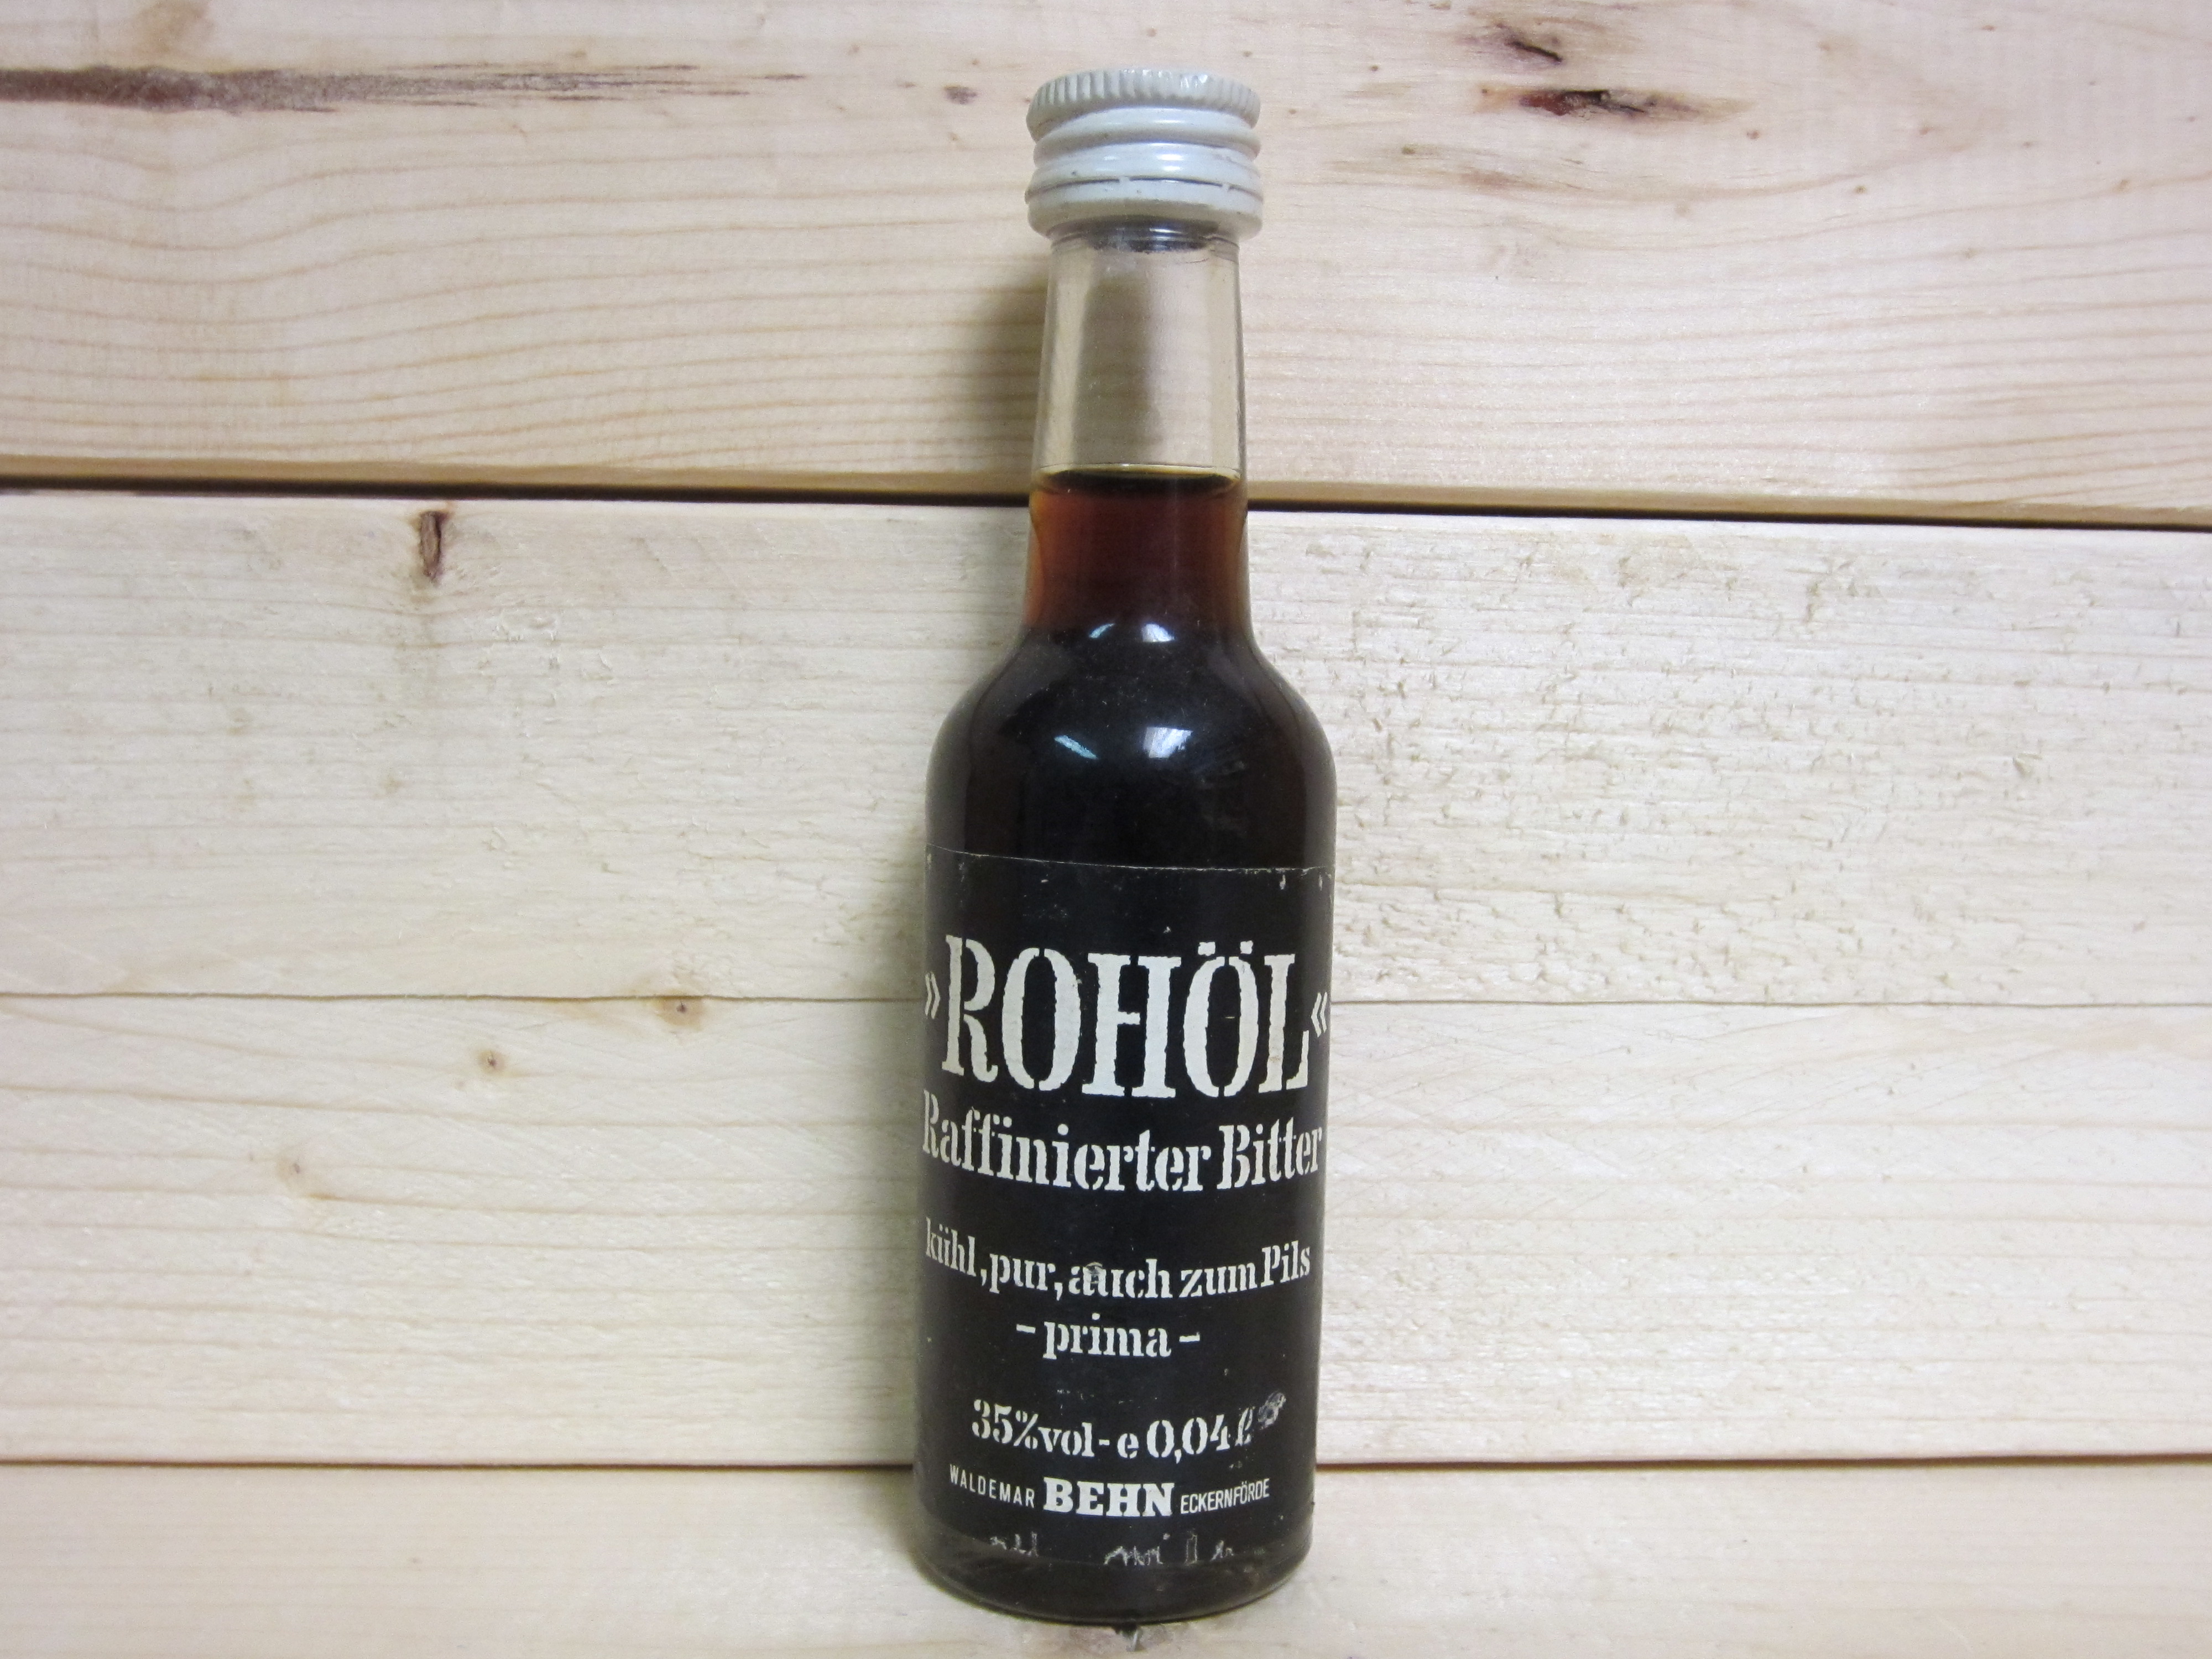 »ROHÖL«
Raffinierter Bitter
kühl, pur, auch zum Pils
– prima –
35%vol - e 0,04 ℓ
WALDEMAR BEHN ECKERNFÖRDE